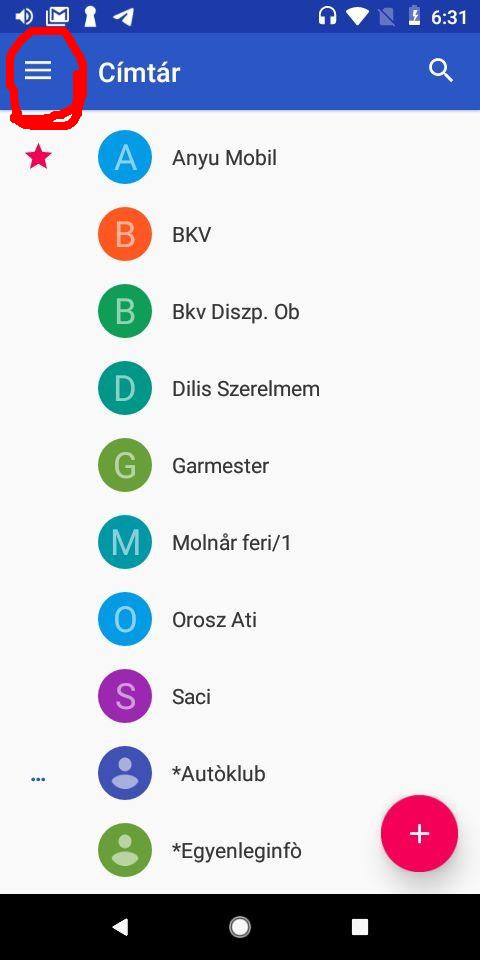 6:31
Címtár
A Anyu Mobil
B BKV
B Bkv Diszp. Ob
D Dilis Szerelmem
G Garmester
M Molnår feri/1
O Orosz Ati
S Saci
... *Autòklub
*Egyenleginfò